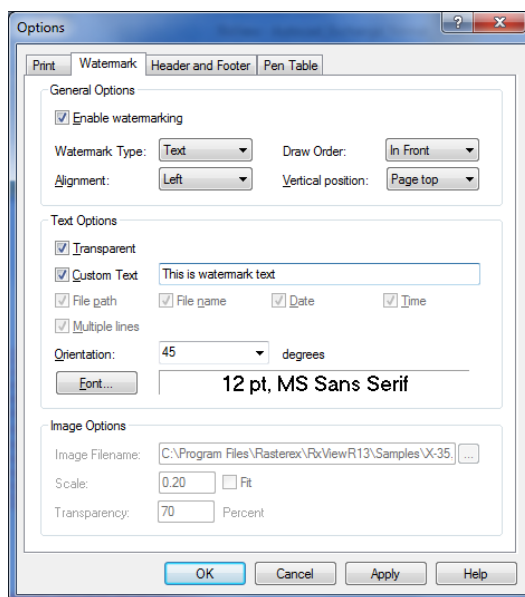 Options
Print Watermark Header and Footer Pen Table
General Options
Enable watermarking
Watermark Type: Text Draw Order: In Front
Alignment: Left Vertical position: Page top
Text Options
Transparent
Custom Text This is watermark text
File path File name Date Time
Multiple lines
Orientation: 45 degrees
Font... 12 pt, MS Sans Serif
Image Options
Image Filename: C:\Program Files\Rasterex\RxViewR13\Samples\X-35. ...
Scale: 0.20 Fit
Transparency: 70 Percent
OK Cancel Apply Help